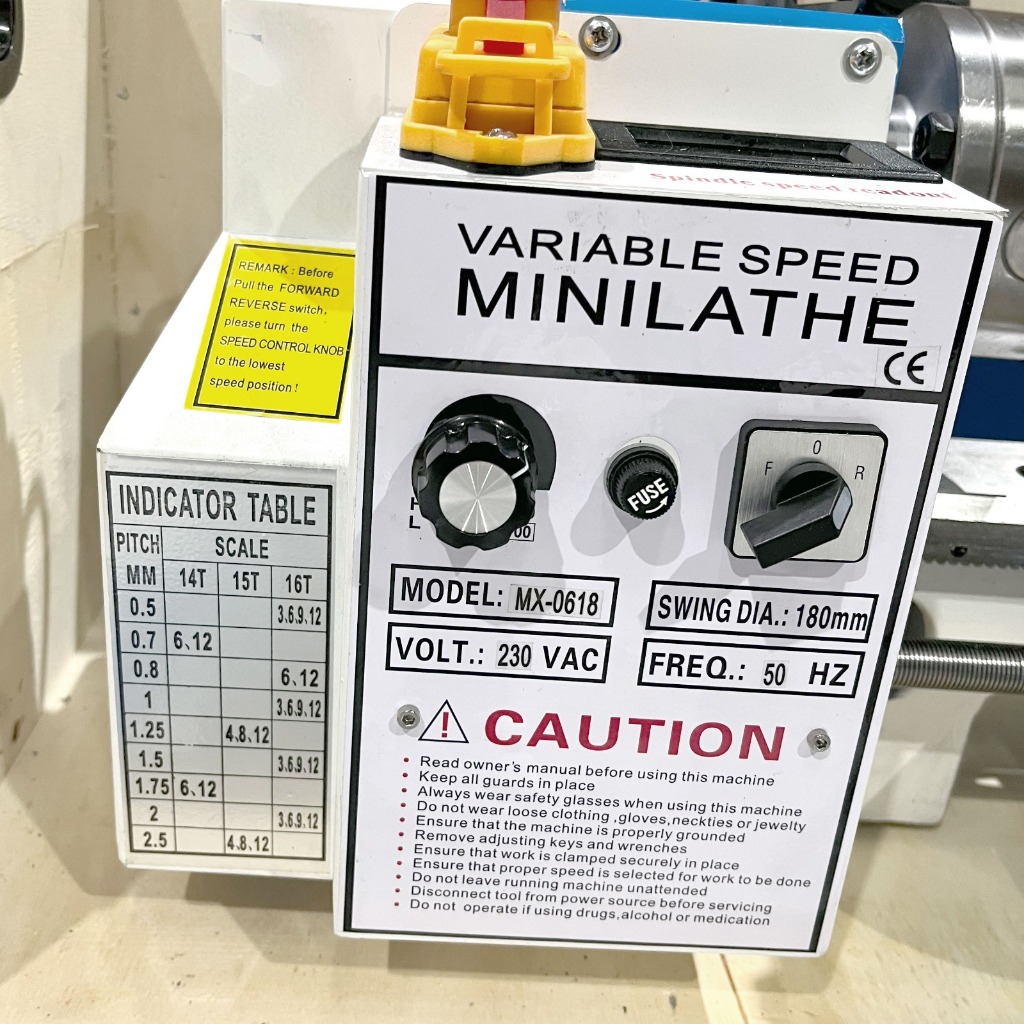 Spindle speed readout
VARIABLE SPEED
MINILATHE
CE
REMARK : Before
Pull the FORWARD
REVERSE switch,
please turn the
SPEED CONTROL KNOB
to the lowest
speed position !
F O R
FUSE
H
L
00
INDICATOR TABLE
PITCH SCALE
MM 14T 15T 16T
0.5 3.6.9.12
0.7 6、12
0.8 6、12
1 3.6.9.12
1.25 4.8、12
1.5 3.6.9.12
1.75 6、12
2 3.6.9.12
2.5 4.8、12
MODEL: MX-0618
SWING DIA.: 180mm
VOLT.: 230 VAC
FREQ.: 50 HZ
! CAUTION
• Read owner's manual before using this machine
• Keep all guards in place
• Always wear safety glasses when using this machine
• Do not wear loose clothing ,gloves,neckties or jewelty
• Ensure that the machine is properly grounded
• Remove adjusting keys and wrenches
• Ensure that work is clamped securely in place
• Ensure that proper speed is selected for work to be done
• Do not leave running machine unattended
• Disconnect tool from power source before servicing
• Do not operate if using drugs,alcohol or medication